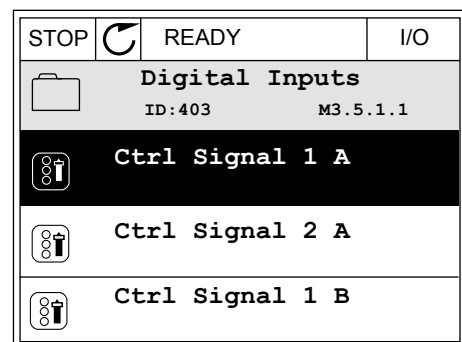 STOP READY I/O
Digital Inputs
ID:403 M3.5.1.1
Ctrl Signal 1 A
Ctrl Signal 2 A
Ctrl Signal 1 B